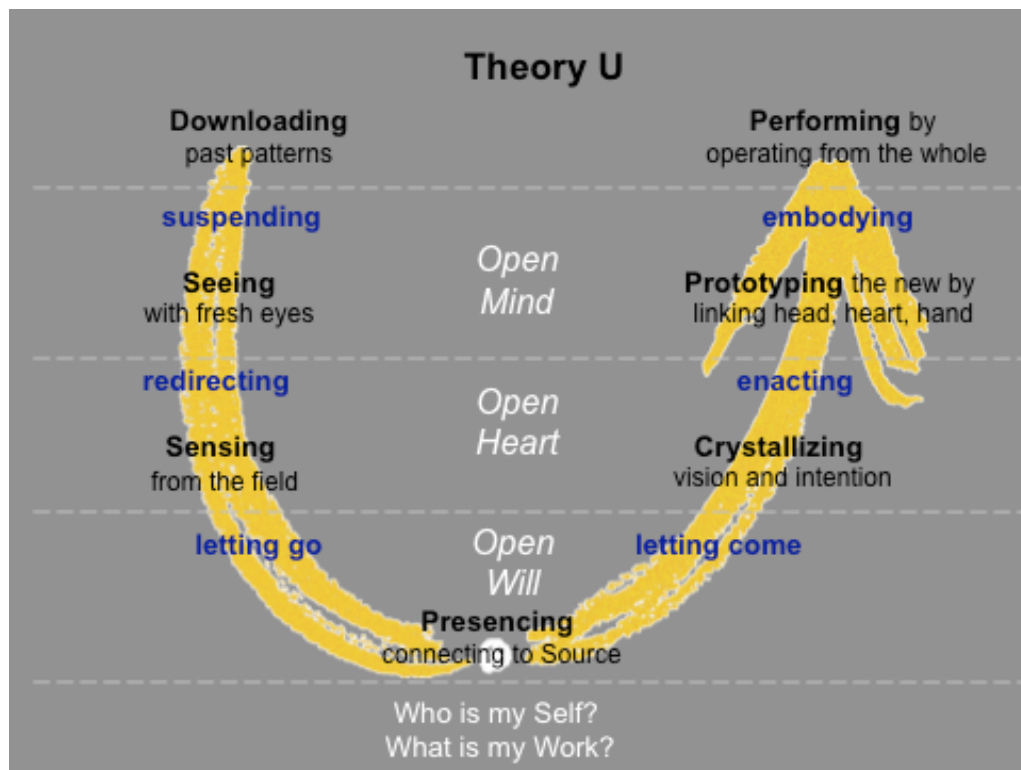 Theory U
Downloading
past patterns
Performing by
operating from the whole
suspending
embodying
Open
Mind
Seeing
with fresh eyes
Prototyping the new by
linking head, heart, hand
redirecting
enacting
Open
Heart
Sensing
from the field
Crystallizing
vision and intention
letting go
Open
Will
letting come
Presencing
connecting to Source
Who is my Self?
What is my Work?